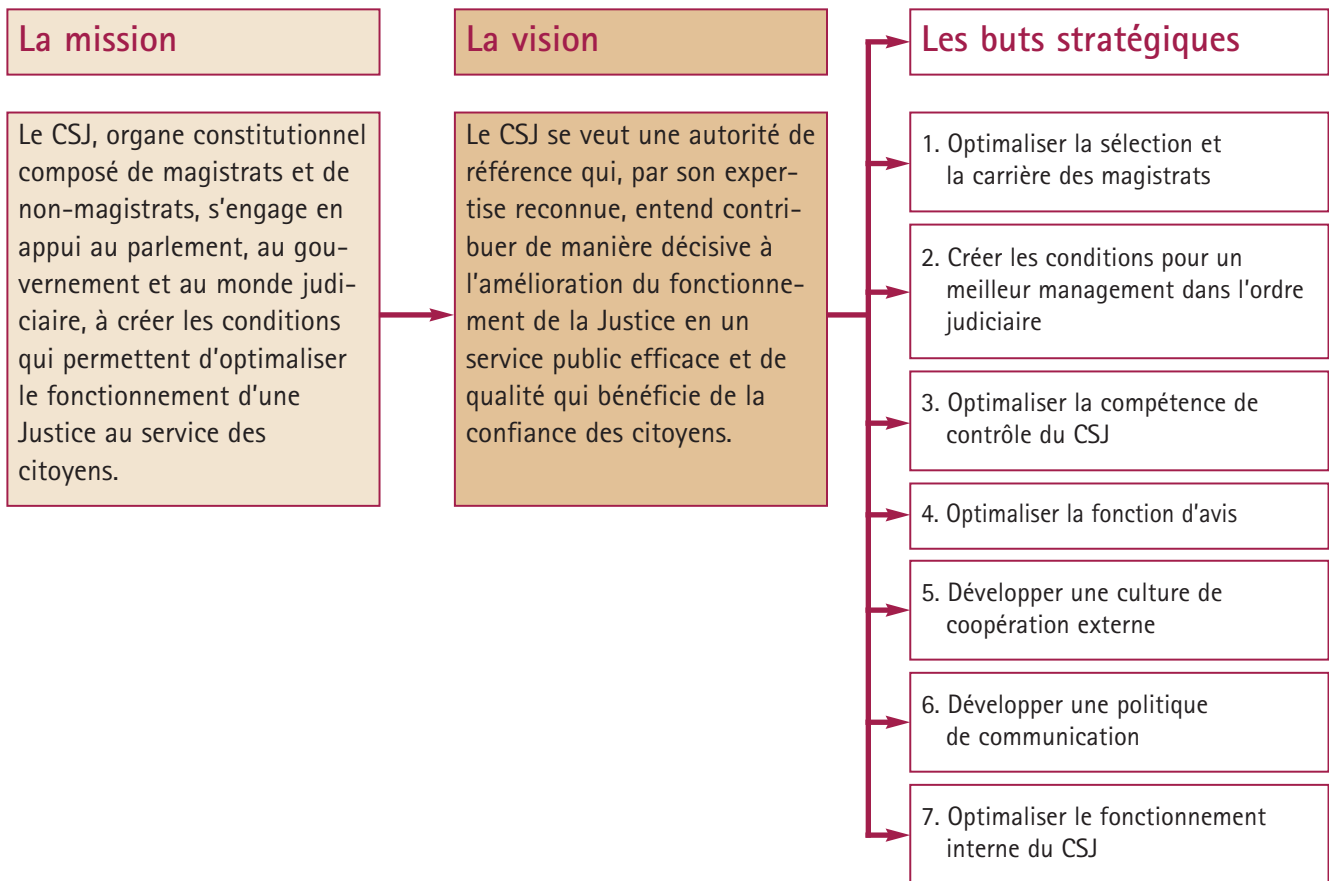 La mission
Le CSJ, organe constitutionnel
composé de magistrats et de
non-magistrats, s'engage en
appui au parlement, au gou-
vernement et au monde judi-
ciaire, à créer les conditions
qui permettent d'optimaliser
le fonctionnement d'une
Justice au service des
citoyens.
La vision
Le CSJ se veut une autorité de
référence qui, par son exper-
tise reconnue, entend contri-
buer de manière décisive à
l'amélioration du fonctionne-
ment de la Justice en un
service public efficace et de
qualité qui bénéficie de la
confiance des citoyens.
Les buts stratégiques
1. Optimaliser la sélection et
la carrière des magistrats
2. Créer les conditions pour un
meilleur management dans l'ordre
judiciaire
3. Optimaliser la compétence de
contrôle du CSJ
4. Optimaliser la fonction d'avis
5. Développer une culture de
coopération externe
6. Développer une politique
de communication
7. Optimaliser le fonctionnement
interne du CSJ